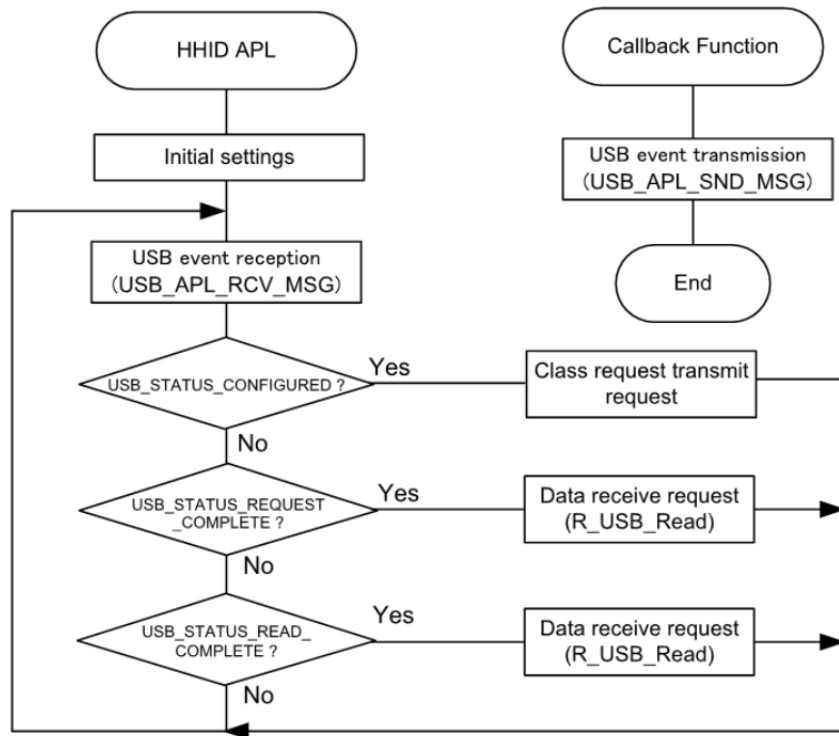 HHID APL
Callback Function
Initial settings
USB event transmission
(USB_APL_SND_MSG)
USB event reception
(USB_APL_RCV_MSG)
End
USB_STATUS_CONFIGURED ?
Yes
Class request transmit
request
No
USB_STATUS_REQUEST
_COMPLETE ?
Yes
Data receive request
(R_USB_Read)
No
USB_STATUS_READ_
COMPLETE ?
Yes
Data receive request
(R_USB_Read)
No